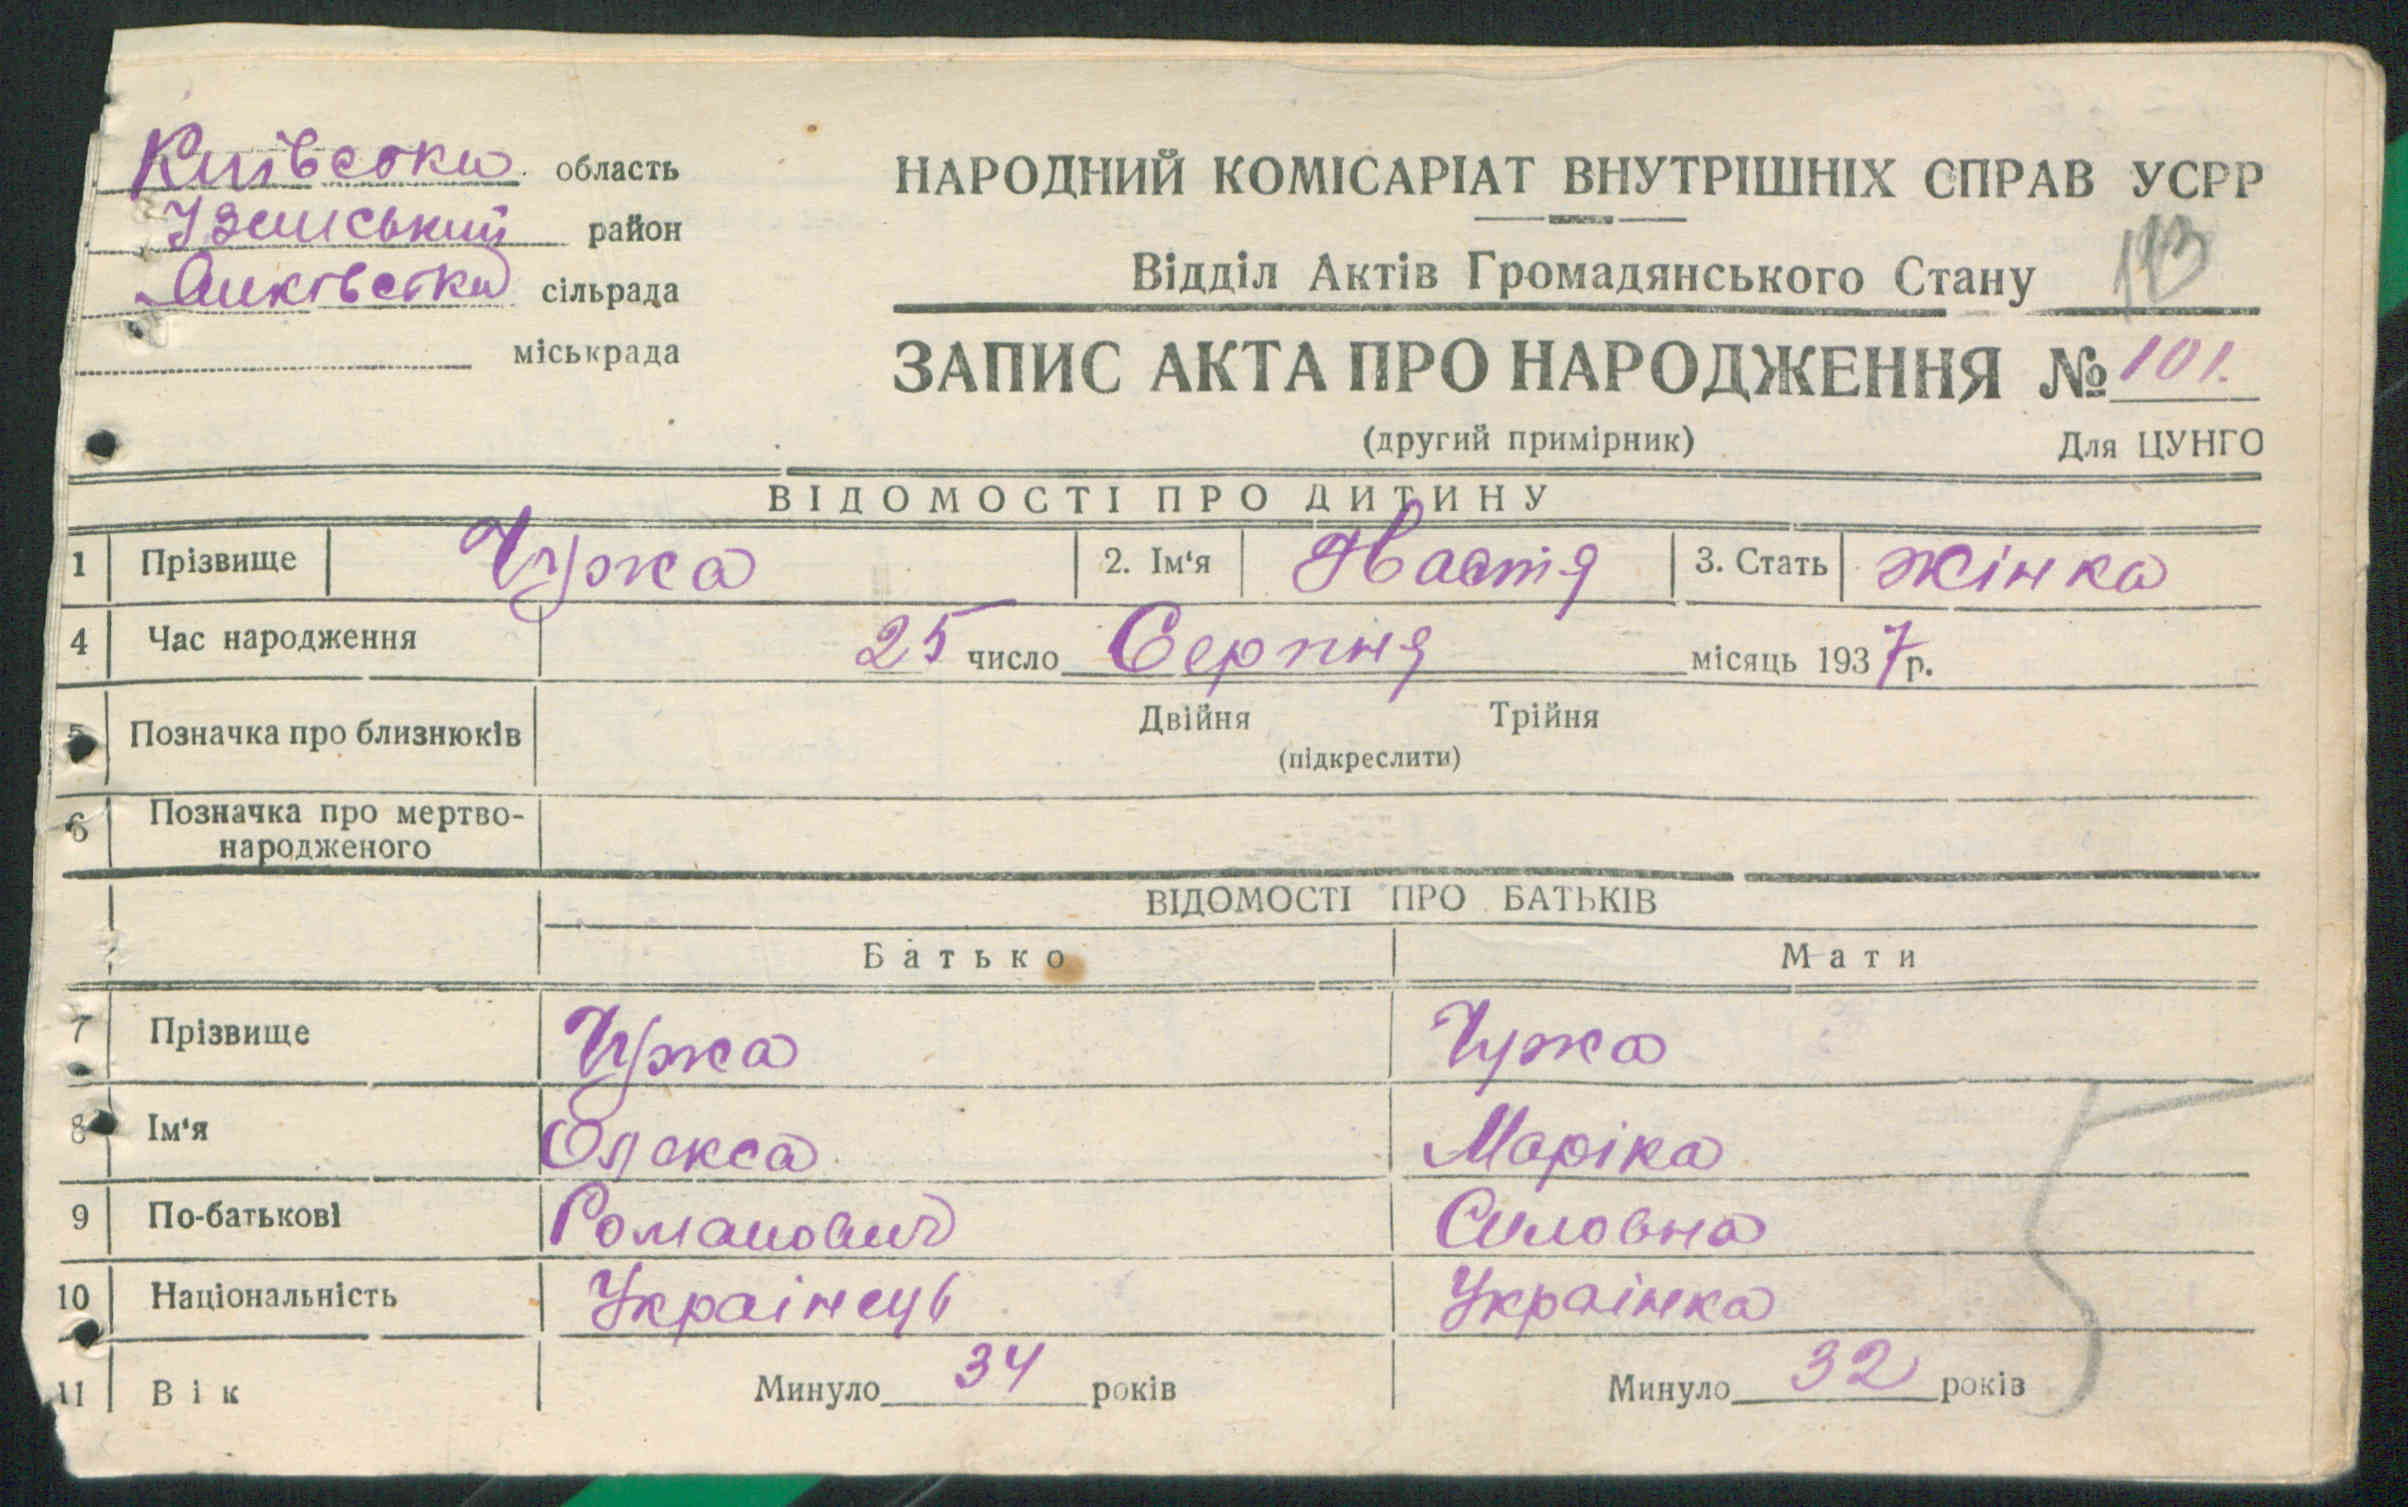 Київська область
Узинський район
сільрада
міськрада
НАРОДНИЙ КОМІСАРІАТ ВНУТРІШНІХ СПРАВ УСРР
Відділ Актів Громадянського Стану
ЗАПИС АКТА ПРО НАРОДЖЕННЯ № 101.
(другий примірник) Для ЦУНГО
ВІДОМОСТІ ПРО ДИТИНУ
1 Прізвище Чужа 2. Ім'я Настя 3. Стать жінка
4 Час народження 25 число Серпня місяць 1937 р.
5 Позначка про близнюків Двійня Трійня
(підкреслити)
6 Позначка про мертво-
народженого
ВІДОМОСТІ ПРО БАТЬКІВ
Батько Мати
7 Прізвище Чужа Чужа
8 Ім'я Олекса Маріка
9 По-батькові Романович Силовна
10 Національність Українець Українка
11 Вік Минуло 34 років Минуло 32 років